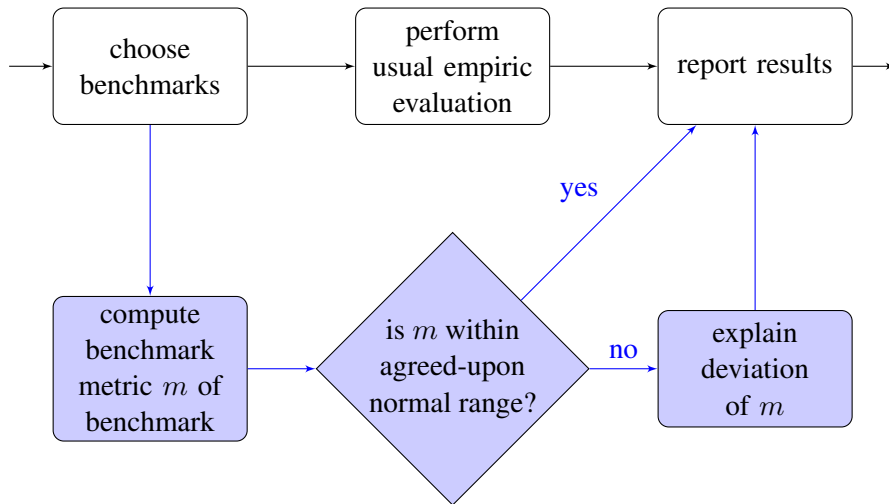 choose
benchmarks
perform
usual empiric
evaluation
report results
yes
compute
benchmark
metric m of
benchmark
is m within
agreed-upon
normal range?
no
explain
deviation
of m